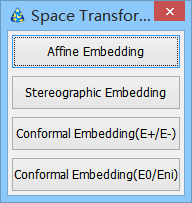 Space Transfor...
Affine Embedding
Stereographic Embedding
Conformal Embedding(E+/E-)
Conformal Embedding(E0/Eni)